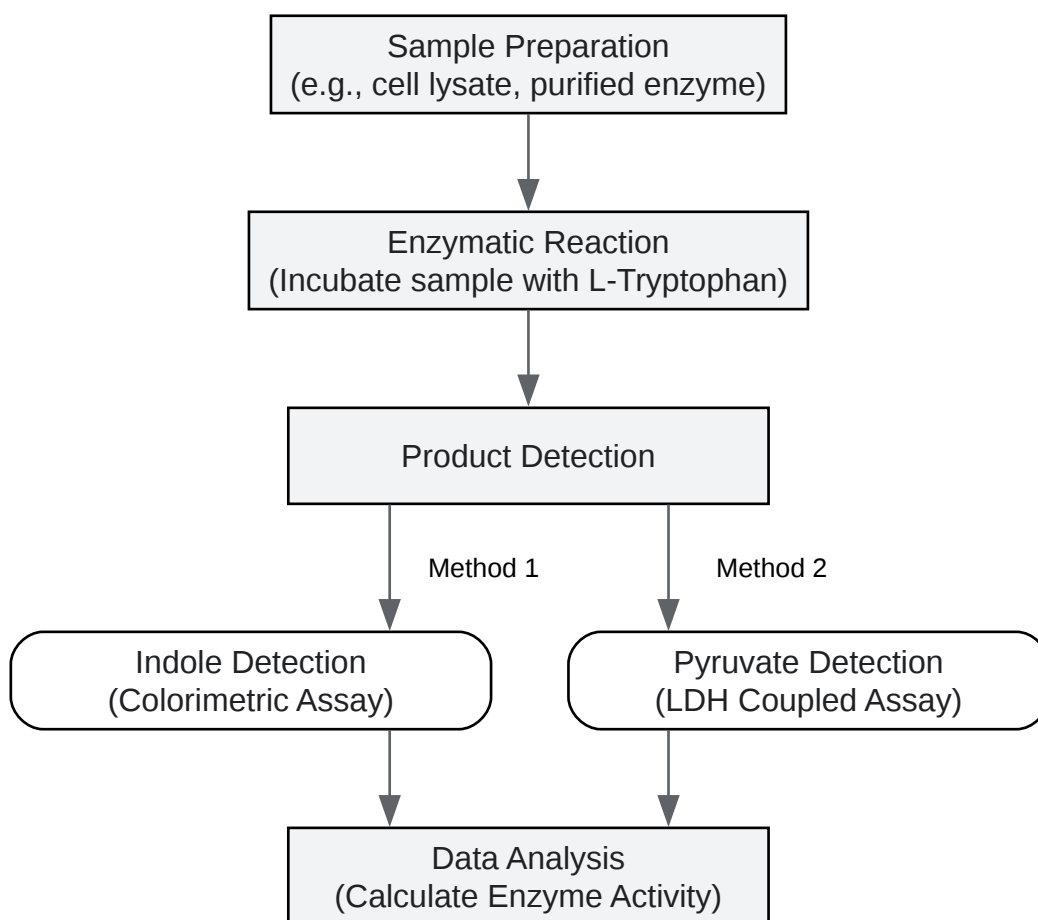 Sample Preparation
(e.g., cell lysate, purified enzyme)
Enzymatic Reaction
(Incubate sample with L-Tryptophan)
Product Detection
Method 1
Method 2
Indole Detection
(Colorimetric Assay)
Pyruvate Detection
(LDH Coupled Assay)
Data Analysis
(Calculate Enzyme Activity)